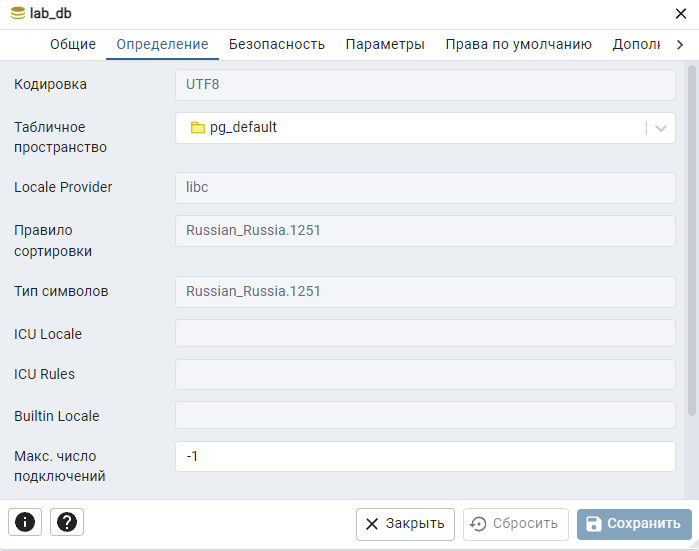 lab_db
Общие Определение Безопасность Параметры Права по умолчанию Дополн
Кодировка UTF8
Табличное
пространство
pg_default
Locale Provider libc
Правило
сортировки
Russian_Russia.1251
Тип символов Russian_Russia.1251
ICU Locale
ICU Rules
Builtin Locale
Макс. число
подключений
-1
Закрыть Сбросить Сохранить